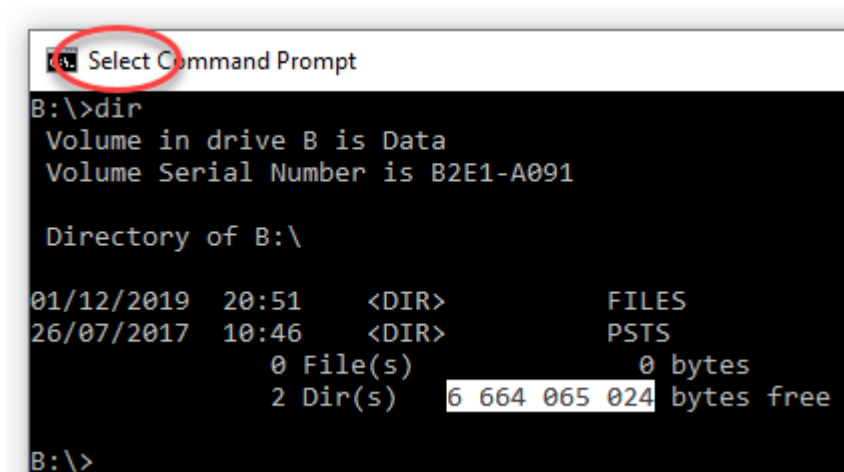 Select Command Prompt
B:\>dir
Volume in drive B is Data
Volume Serial Number is B2E1-A091
Directory of B:\
01/12/2019 20:51 <DIR> FILES
26/07/2017 10:46 <DIR> PSTS
0 File(s) 0 bytes
2 Dir(s) 6 664 065 024 bytes free
B:\>